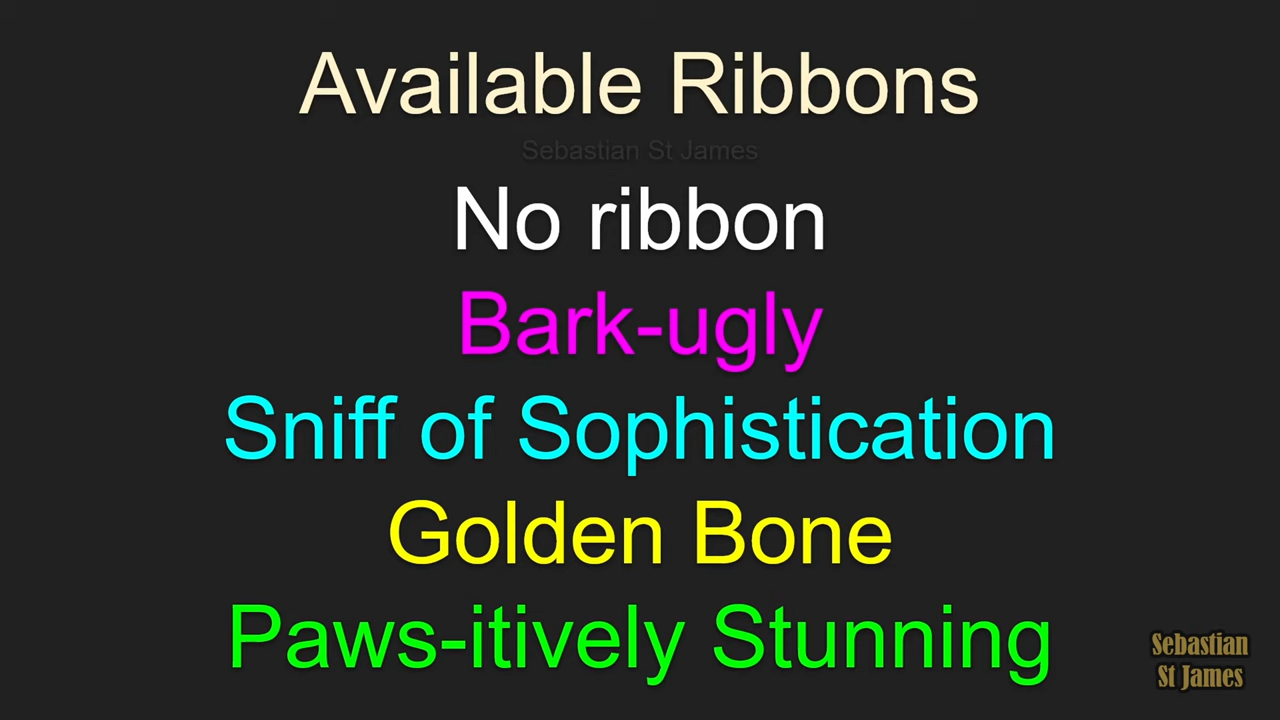 Available Ribbons
Sebastian St James
No ribbon
Bark-ugly
Sniff of Sophistication
Golden Bone
Paws-itively Stunning
Sebastian
St James